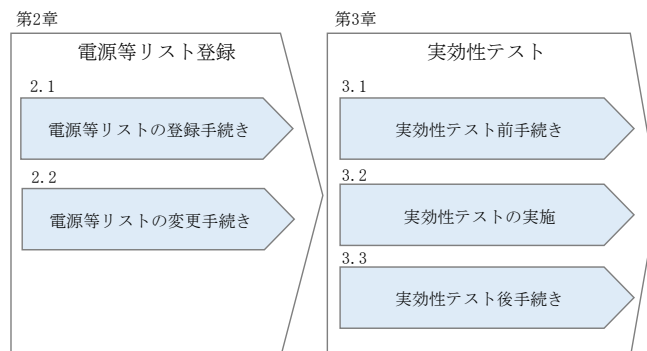 第2章
電源等リスト登録
2.1
電源等リストの登録手続き
2.2
電源等リストの変更手続き
第3章
実効性テスト
3.1
実効性テスト前手続き
3.2
実効性テストの実施
3.3
実効性テスト後手続き